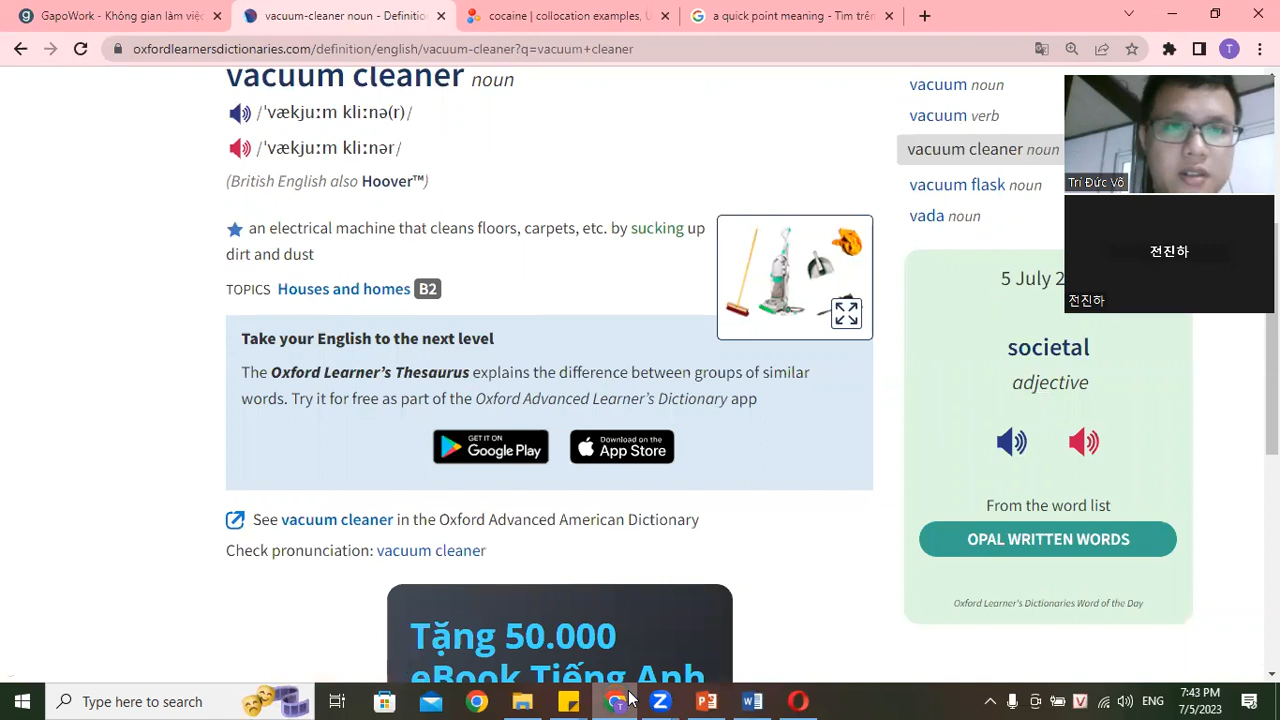 GapoWork - Không gian làm việc
vacuum-cleaner noun - Definitio
cocaine | collocation examples, U
a quick point meaning - Tìm trên
oxfordlearnersdictionaries.com/definition/english/vacuum-cleaner?q=vacuum+cleaner
T
vacuum cleaner noun
/ˈvækjuːm kliːnə(r)/
/ˈvækjuːm kliːnər/
(British English also Hoover™)
an electrical machine that cleans floors, carpets, etc. by sucking up
dirt and dust
TOPICS Houses and homes B2
Take your English to the next level
The Oxford Learner’s Thesaurus explains the difference between groups of similar
words. Try it for free as part of the Oxford Advanced Learner’s Dictionary app
GET IT ON
Google Play
Download on the
App Store
See vacuum cleaner in the Oxford Advanced American Dictionary
Check pronunciation: vacuum cleaner
Tặng 50.000
eBook Tiếng Anh
vacuum noun
vacuum verb
vacuum cleaner noun
vacuum flask noun
vada noun
Trí Đức Võ
전진하
전진하
5 July 2
societal
adjective
From the word list
OPAL WRITTEN WORDS
Oxford Learner's Dictionaries Word of the Day
Type here to search
V
ENG
7:43 PM
7/5/2023